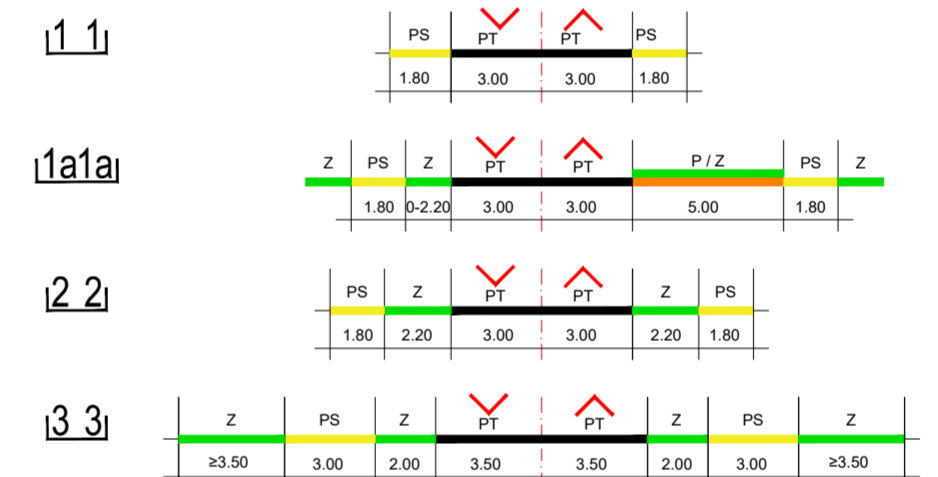 1 1
PS PT PT PS
1.80 3.00 3.00 1.80
1a1a
Z PS Z PT PT P / Z PS Z
1.80 0-2.20 3.00 3.00 5.00 1.80
2 2
PS Z PT PT Z PS
1.80 2.20 3.00 3.00 2.20 1.80
3 3
Z PS Z PT PT Z PS Z
≥3.50 3.00 2.00 3.50 3.50 2.00 3.00 ≥3.50